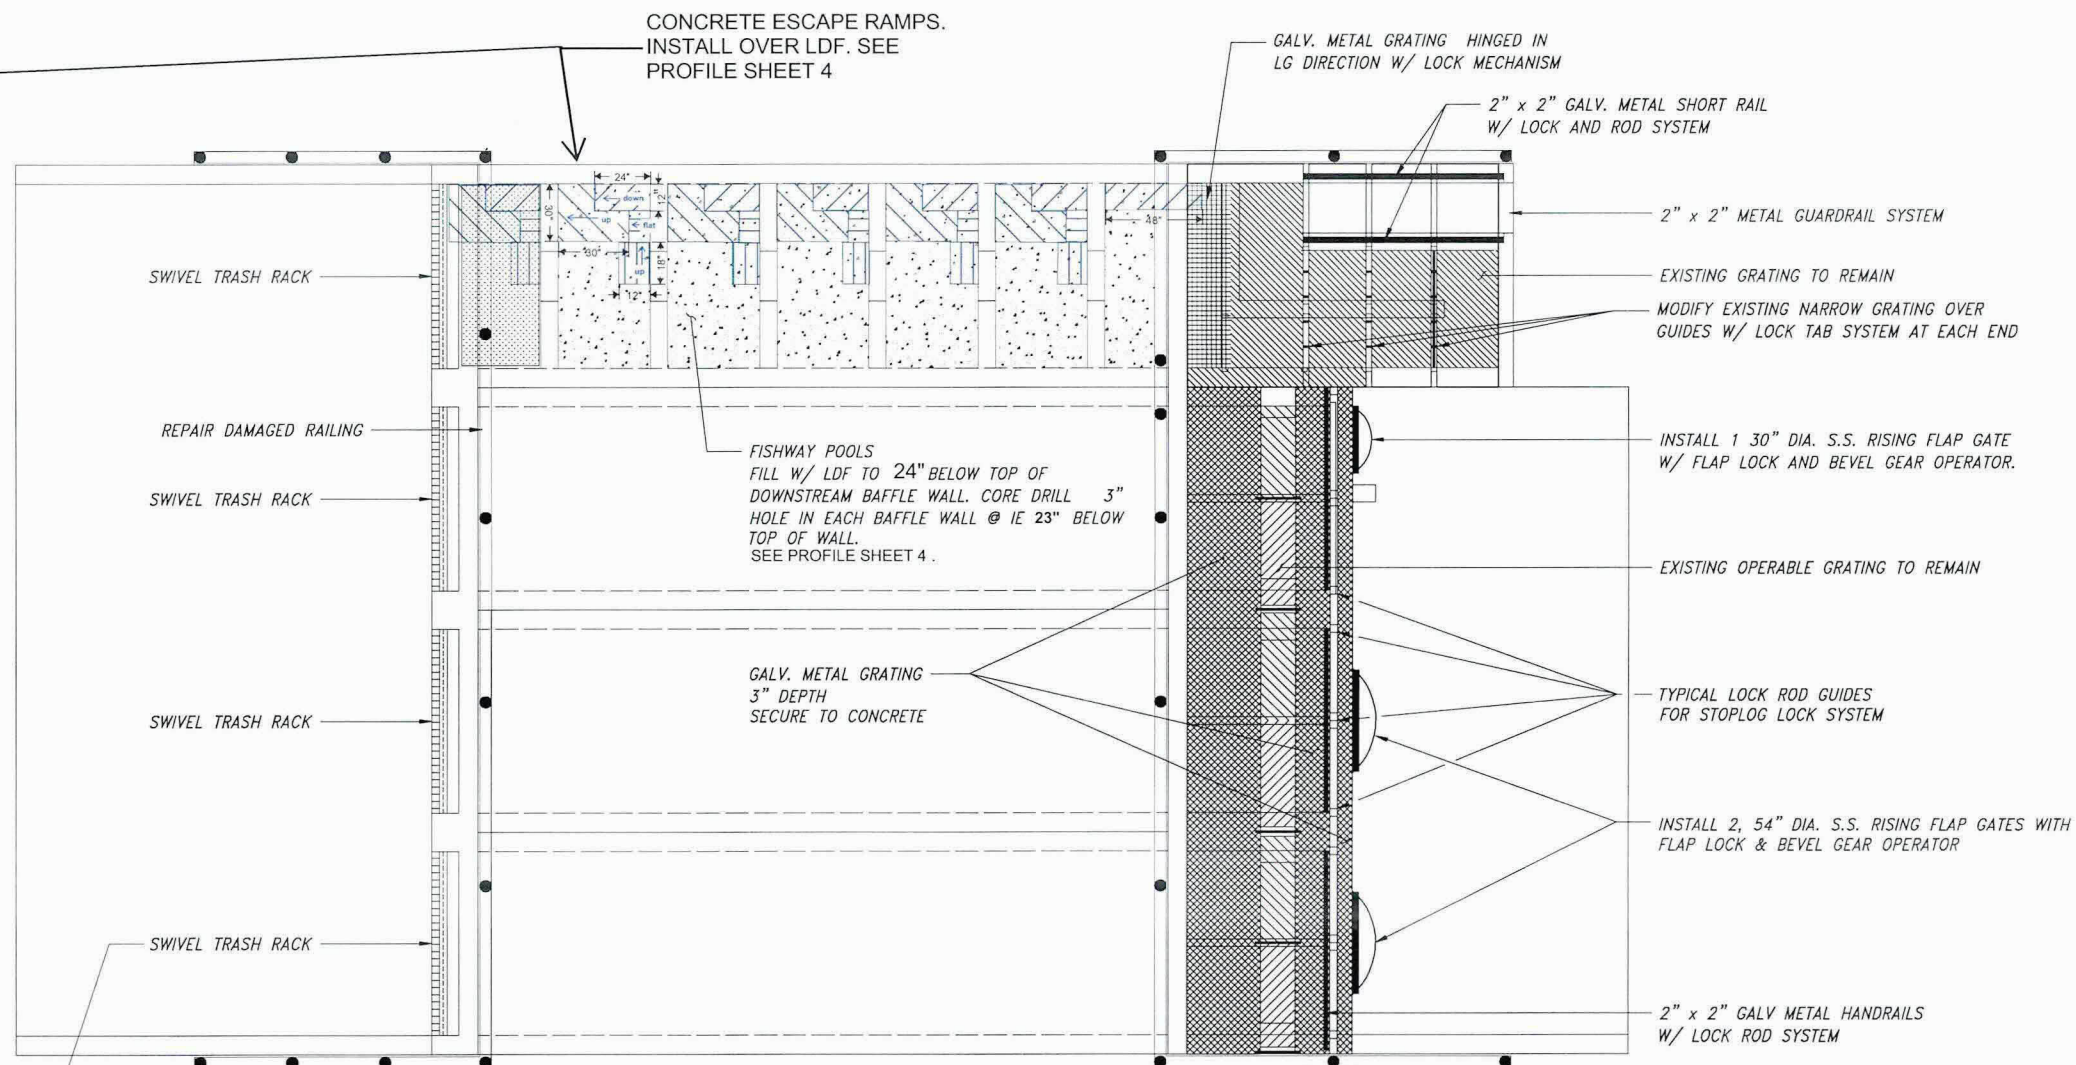 CONCRETE ESCAPE RAMPS.
INSTALL OVER LDF. SEE
PROFILE SHEET 4
GALV. METAL GRATING HINGED IN
LG DIRECTION W/ LOCK MECHANISM
2" x 2" GALV. METAL SHORT RAIL
W/ LOCK AND ROD SYSTEM
24"
12"
down
30"
up
flat
48"
30"
18"
up
12"
2" x 2" METAL GUARDRAIL SYSTEM
SWIVEL TRASH RACK
EXISTING GRATING TO REMAIN
MODIFY EXISTING NARROW GRATING OVER
GUIDES W/ LOCK TAB SYSTEM AT EACH END
REPAIR DAMAGED RAILING
FISHWAY POOLS
FILL W/ LDF TO 24" BELOW TOP OF
DOWNSTREAM BAFFLE WALL. CORE DRILL 3"
HOLE IN EACH BAFFLE WALL @ IE 23" BELOW
TOP OF WALL.
SEE PROFILE SHEET 4 .
INSTALL 1 30" DIA. S.S. RISING FLAP GATE
W/ FLAP LOCK AND BEVEL GEAR OPERATOR.
SWIVEL TRASH RACK
EXISTING OPERABLE GRATING TO REMAIN
GALV. METAL GRATING
3" DEPTH
SECURE TO CONCRETE
TYPICAL LOCK ROD GUIDES
FOR STOPLOG LOCK SYSTEM
SWIVEL TRASH RACK
INSTALL 2, 54" DIA. S.S. RISING FLAP GATES WITH
FLAP LOCK & BEVEL GEAR OPERATOR
SWIVEL TRASH RACK
2" x 2" GALV METAL HANDRAILS
W/ LOCK ROD SYSTEM